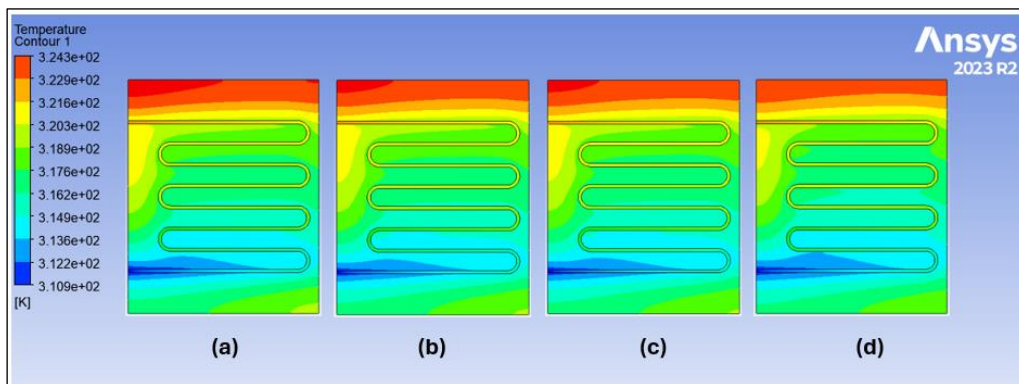 Temperature
Contour 1
3.243e+02
3.229e+02
3.216e+02
3.203e+02
3.189e+02
3.176e+02
3.162e+02
3.149e+02
3.136e+02
3.122e+02
3.109e+02
[K]
Ansys
2023 R2
(a) (b) (c) (d)